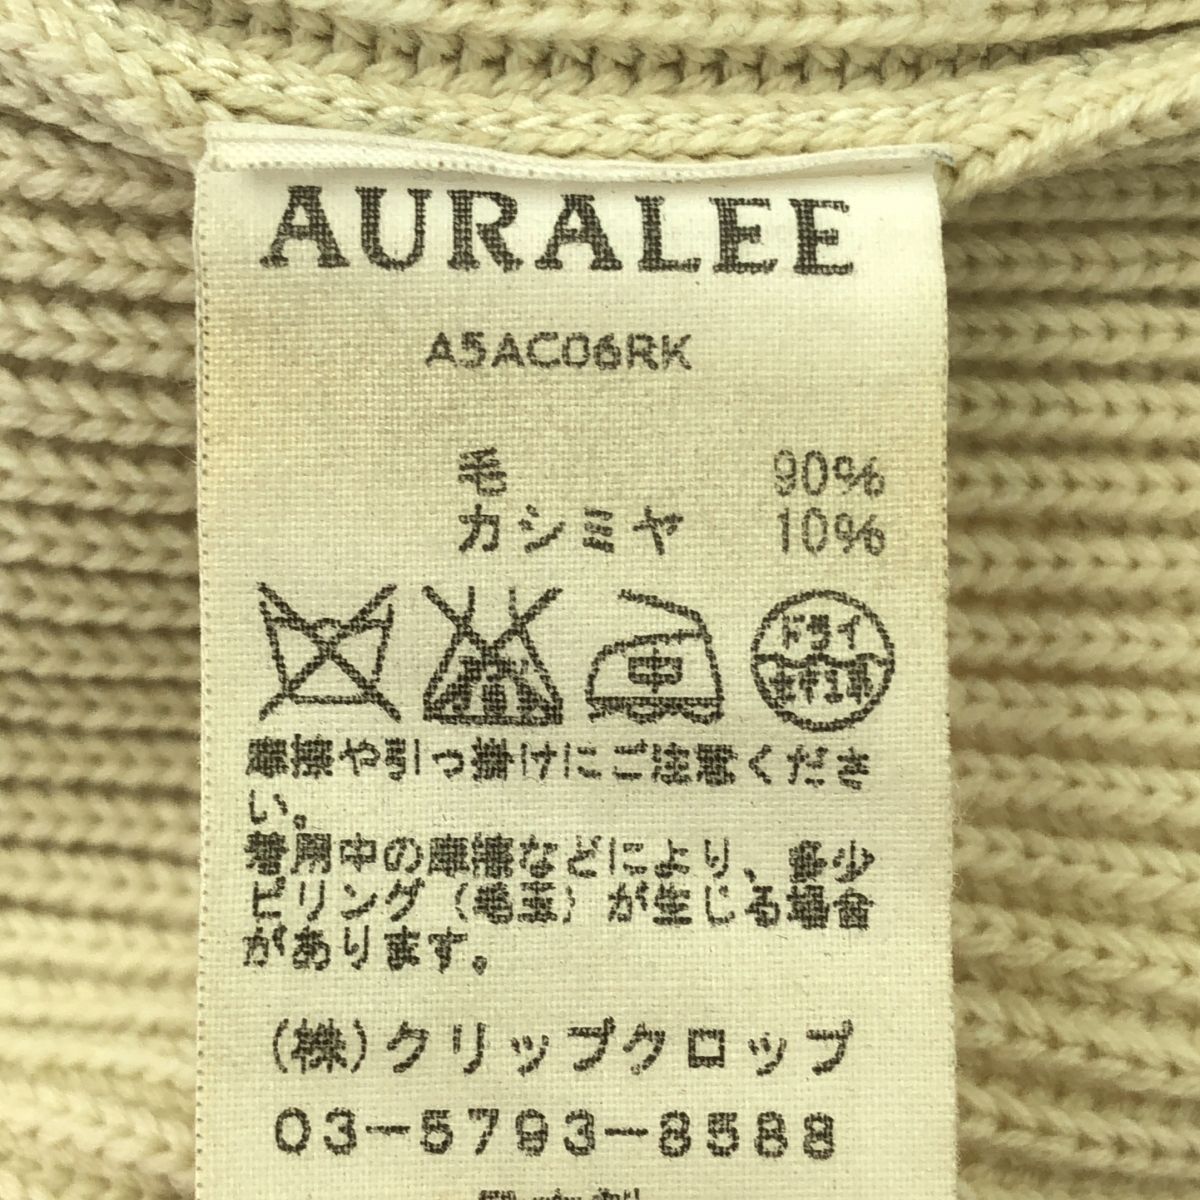 AURALEE
A5AC06RK
毛 90%
カシミヤ 10%
中
ドライ
摩擦や引っ掛けにご注意くださ
い。
着用中の摩擦などにより、多少
ピリング(毛玉)が生じる場合
があります。
(株)クリップクロップ
03-5793-8588